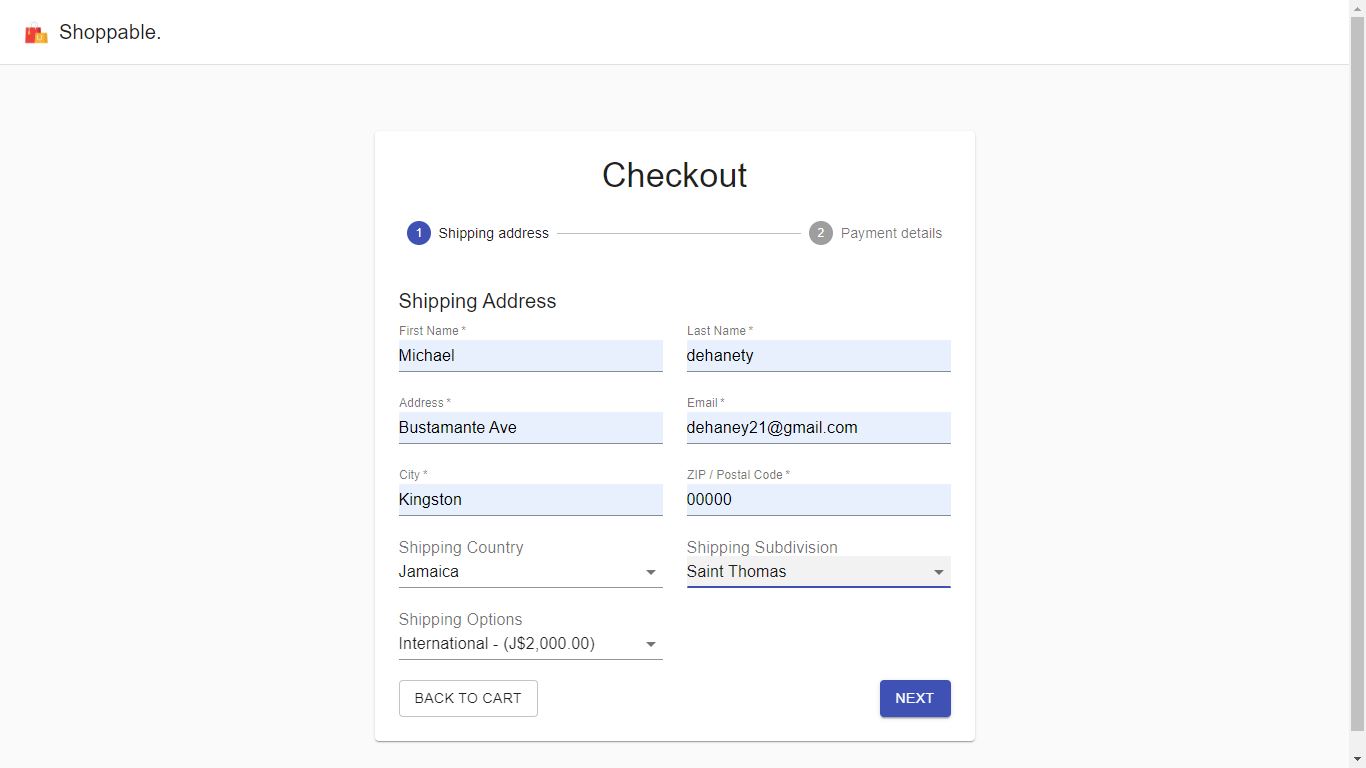 Shoppable.
Checkout
1 Shipping address 2 Payment details
Shipping Address
First Name * Last Name *
Michael dehanety
Address * Email *
Bustamante Ave dehaney21@gmail.com
City * ZIP / Postal Code *
Kingston 00000
Shipping Country Shipping Subdivision
Jamaica Saint Thomas
Shipping Options
International - (J$2,000.00)
BACK TO CART NEXT